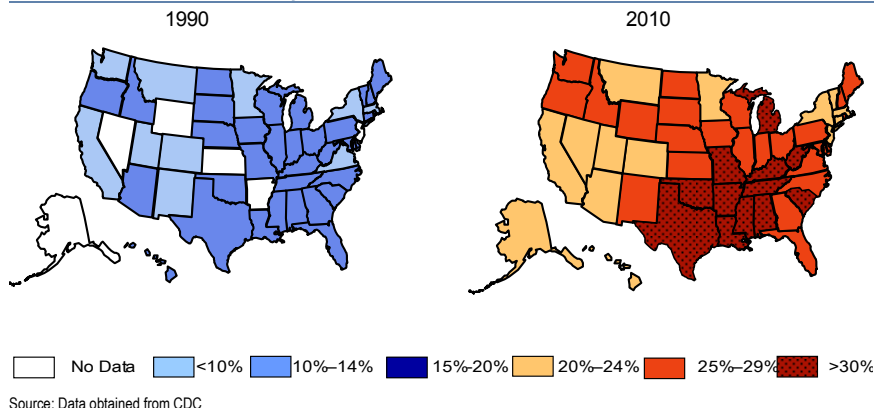 1990 2010
No Data <10% 10%–14% 15%-20% 20%–24% 25%–29% >30%
Source: Data obtained from CDC